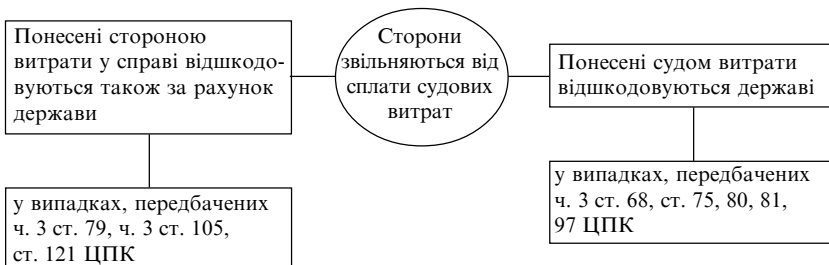 Понесені стороною
витрати у справі відшкодо-
вуються також за рахунок
держави
Сторони
звільняються від
сплати судових
витрат
Понесені судом витрати
відшкодовуються державі
у випадках, передбачених
ч. 3 ст. 79, ч. 3 ст. 105,
ст. 121 ЦПК
у випадках, передбачених
ч. 3 ст. 68, ст. 75, 80, 81,
97 ЦПК